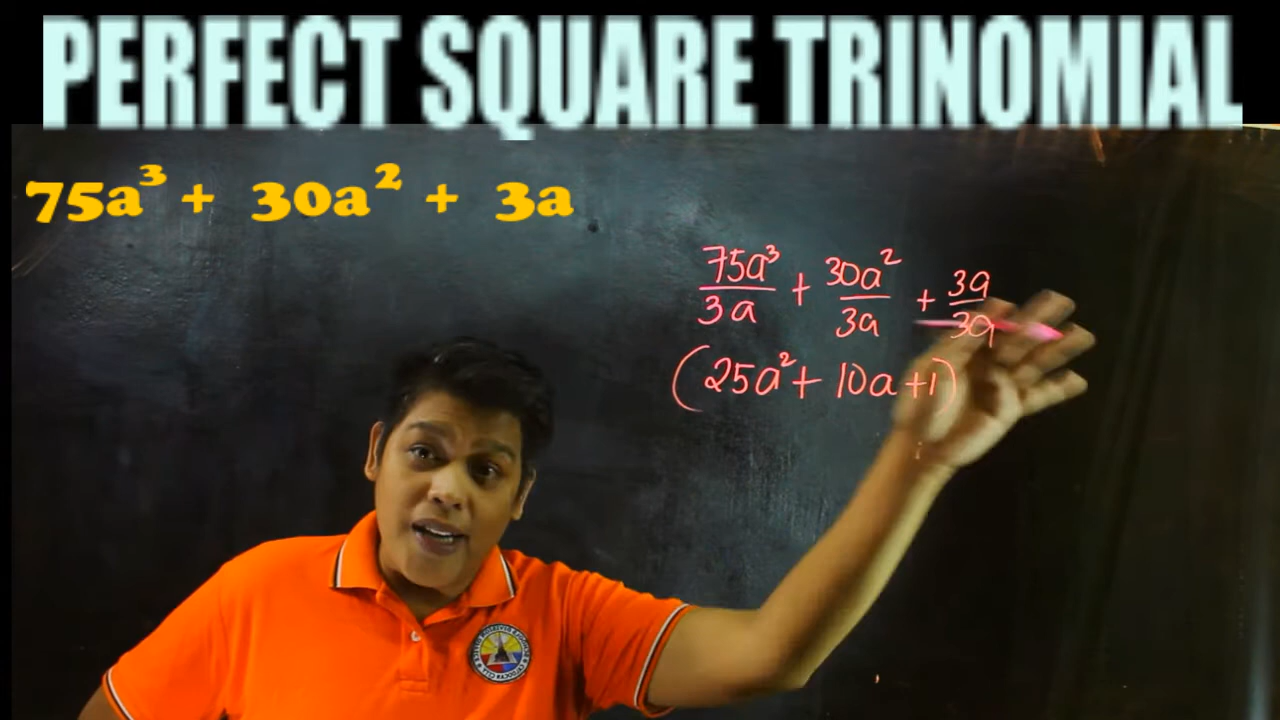 PERFECT SQUARE TRINOMIAL
75a³ + 30a² + 3a
75a³/3a + 30a²/3a + 3a/3a
(25a² + 10a + 1)